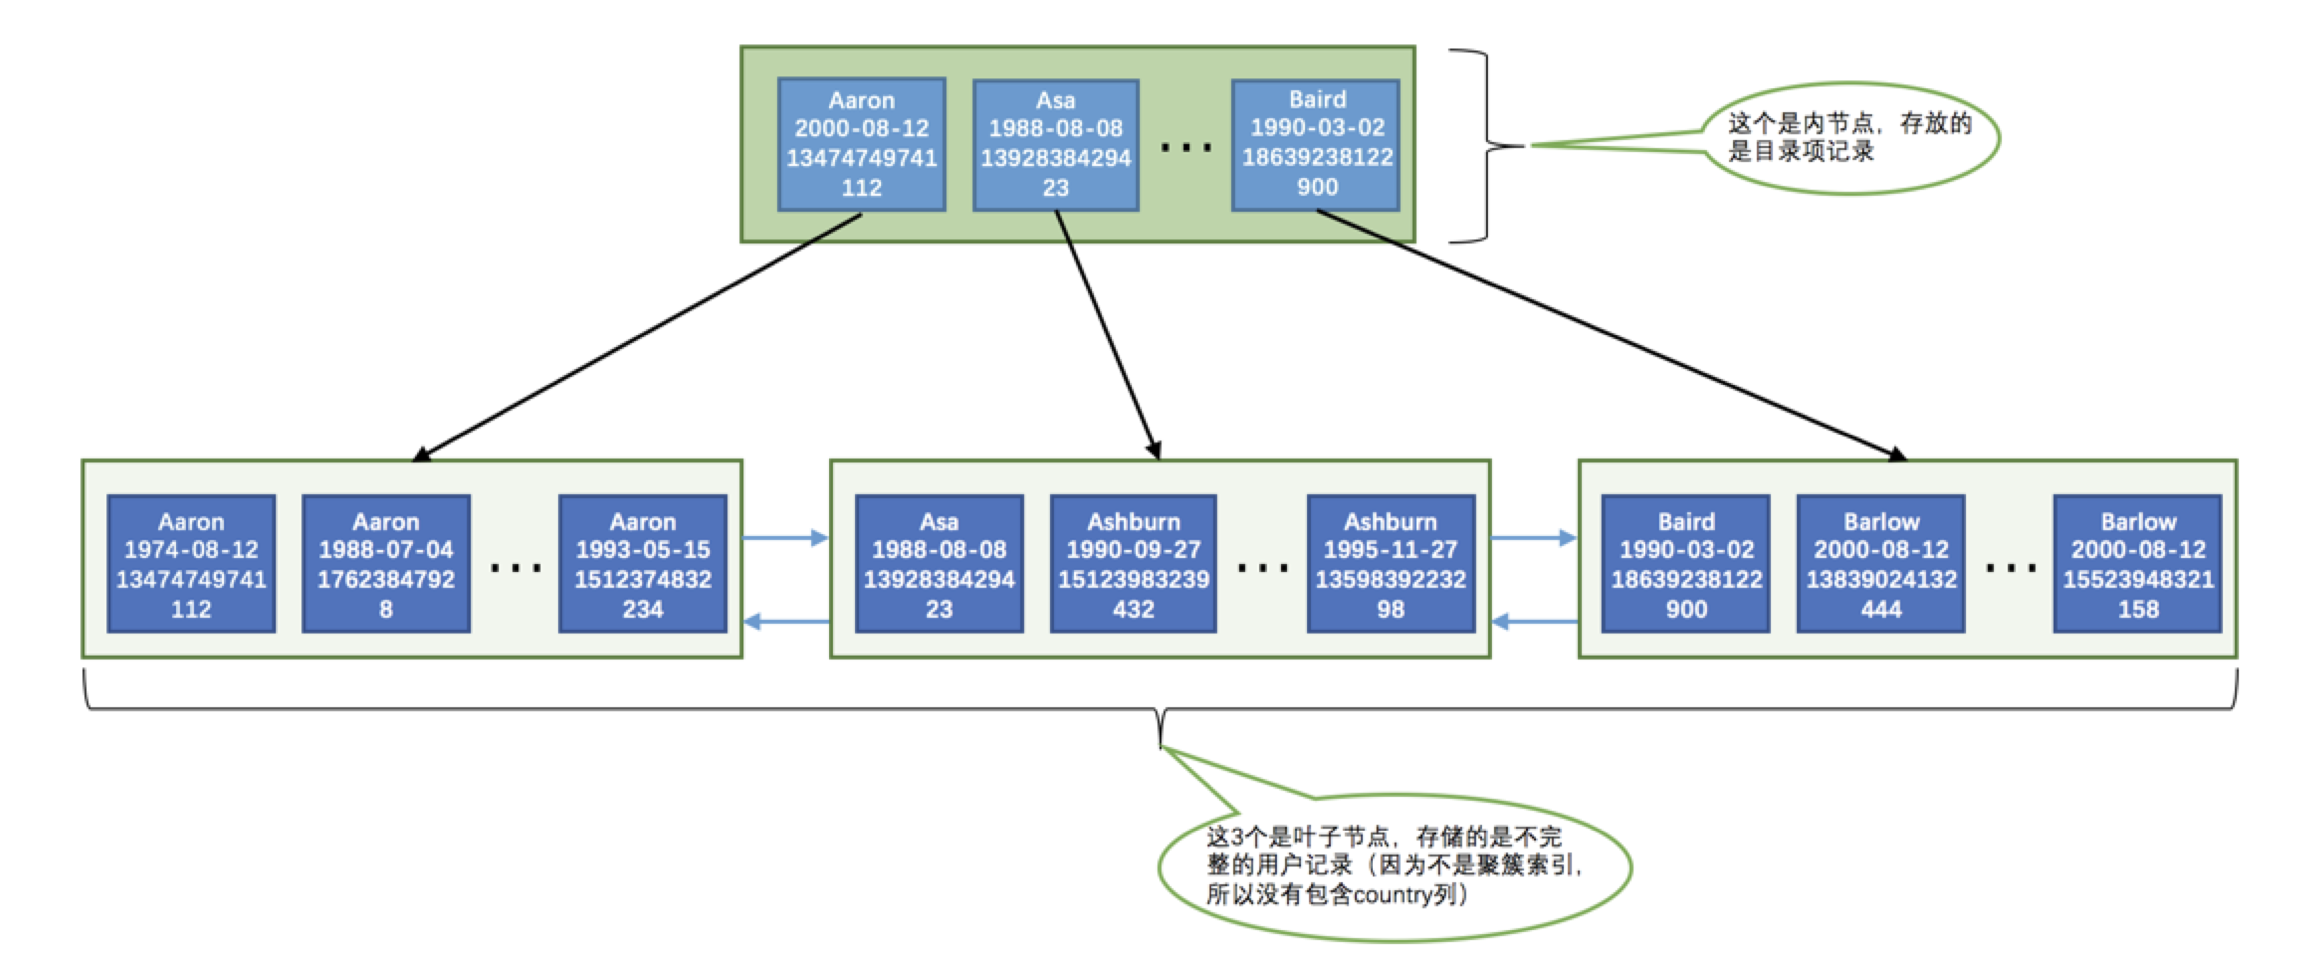 Aaron
2000-08-12
13474749741
112
Asa
1988-08-08
13928384294
23
...
Baird
1990-03-02
18639238122
900
这个是内节点，存放的
是目录项记录
Aaron
1974-08-12
13474749741
112
Aaron
1988-07-04
1762384792
8
...
Aaron
1993-05-15
1512374832
234
Asa
1988-08-08
13928384294
23
Ashburn
1990-09-27
15123983239
432
...
Ashburn
1995-11-27
13598392232
98
Baird
1990-03-02
18639238122
900
Barlow
2000-08-12
13839024132
444
...
Barlow
2000-08-12
15523948321
158
这3个是叶子节点，存储的是不完
整的用户记录（因为不是聚簇索引，
所以没有包含country列）